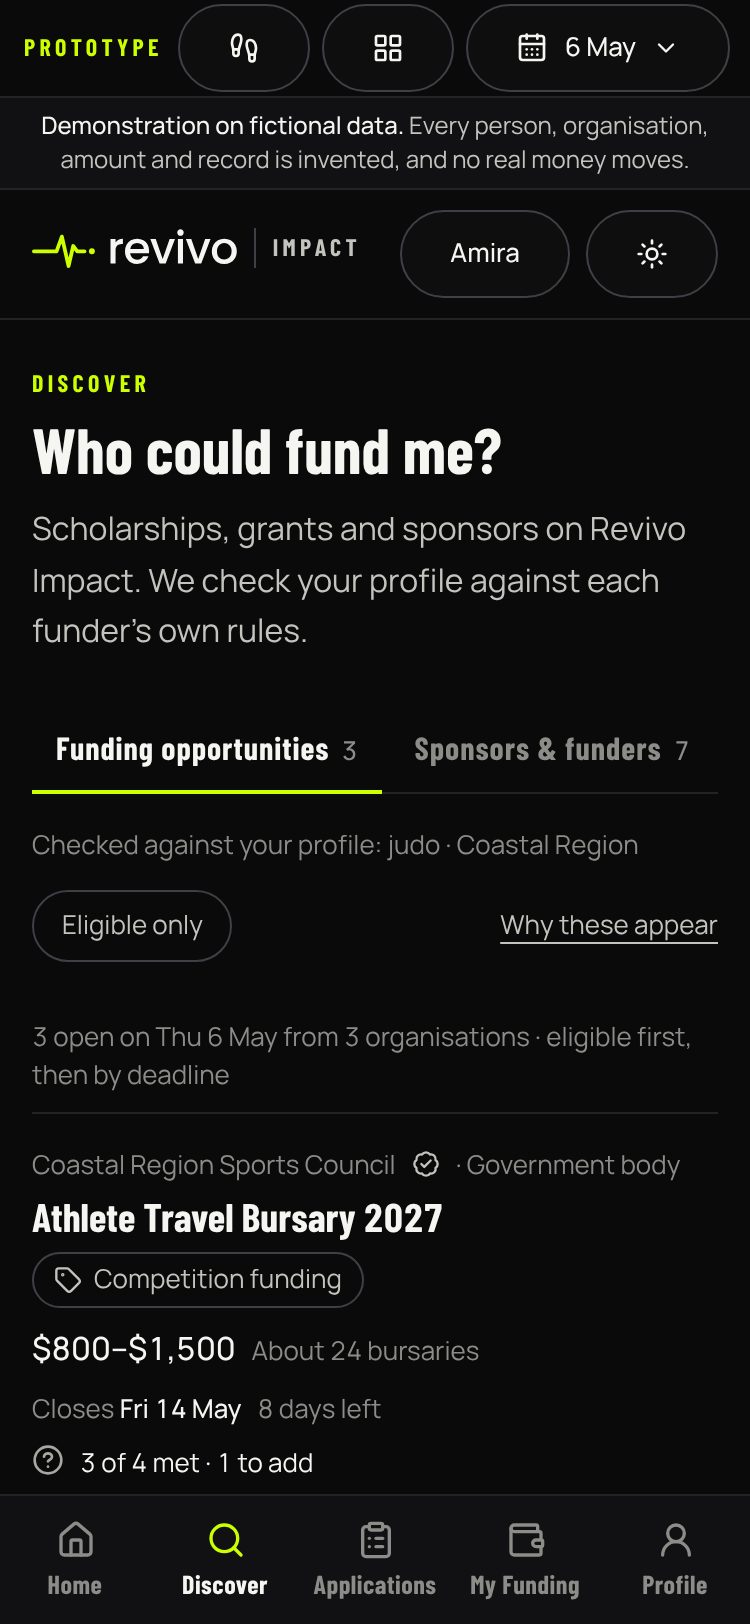 PROTOTYPE
6 May
Demonstration on fictional data. Every person, organisation,
amount and record is invented, and no real money moves.
revivo IMPACT
Amira
DISCOVER
Who could fund me?
Scholarships, grants and sponsors on Revivo
Impact. We check your profile against each
funder’s own rules.
Funding opportunities 3
Sponsors & funders 7
Checked against your profile: judo · Coastal Region
Eligible only
Why these appear
3 open on Thu 6 May from 3 organisations · eligible first,
then by deadline
Coastal Region Sports Council · Government body
Athlete Travel Bursary 2027
Competition funding
$800–$1,500 About 24 bursaries
Closes Fri 14 May 8 days left
3 of 4 met · 1 to add
Home
Discover
Applications
My Funding
Profile